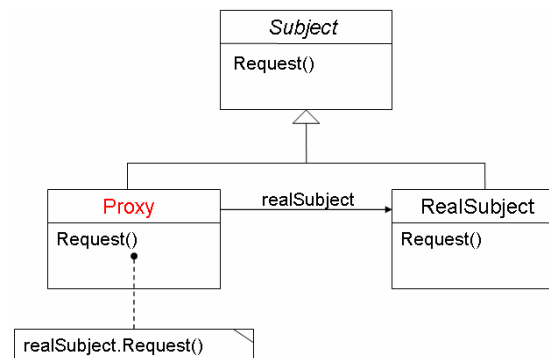 Subject
Request()
Proxy
realSubject
RealSubject
Request()
Request()
realSubject.Request()